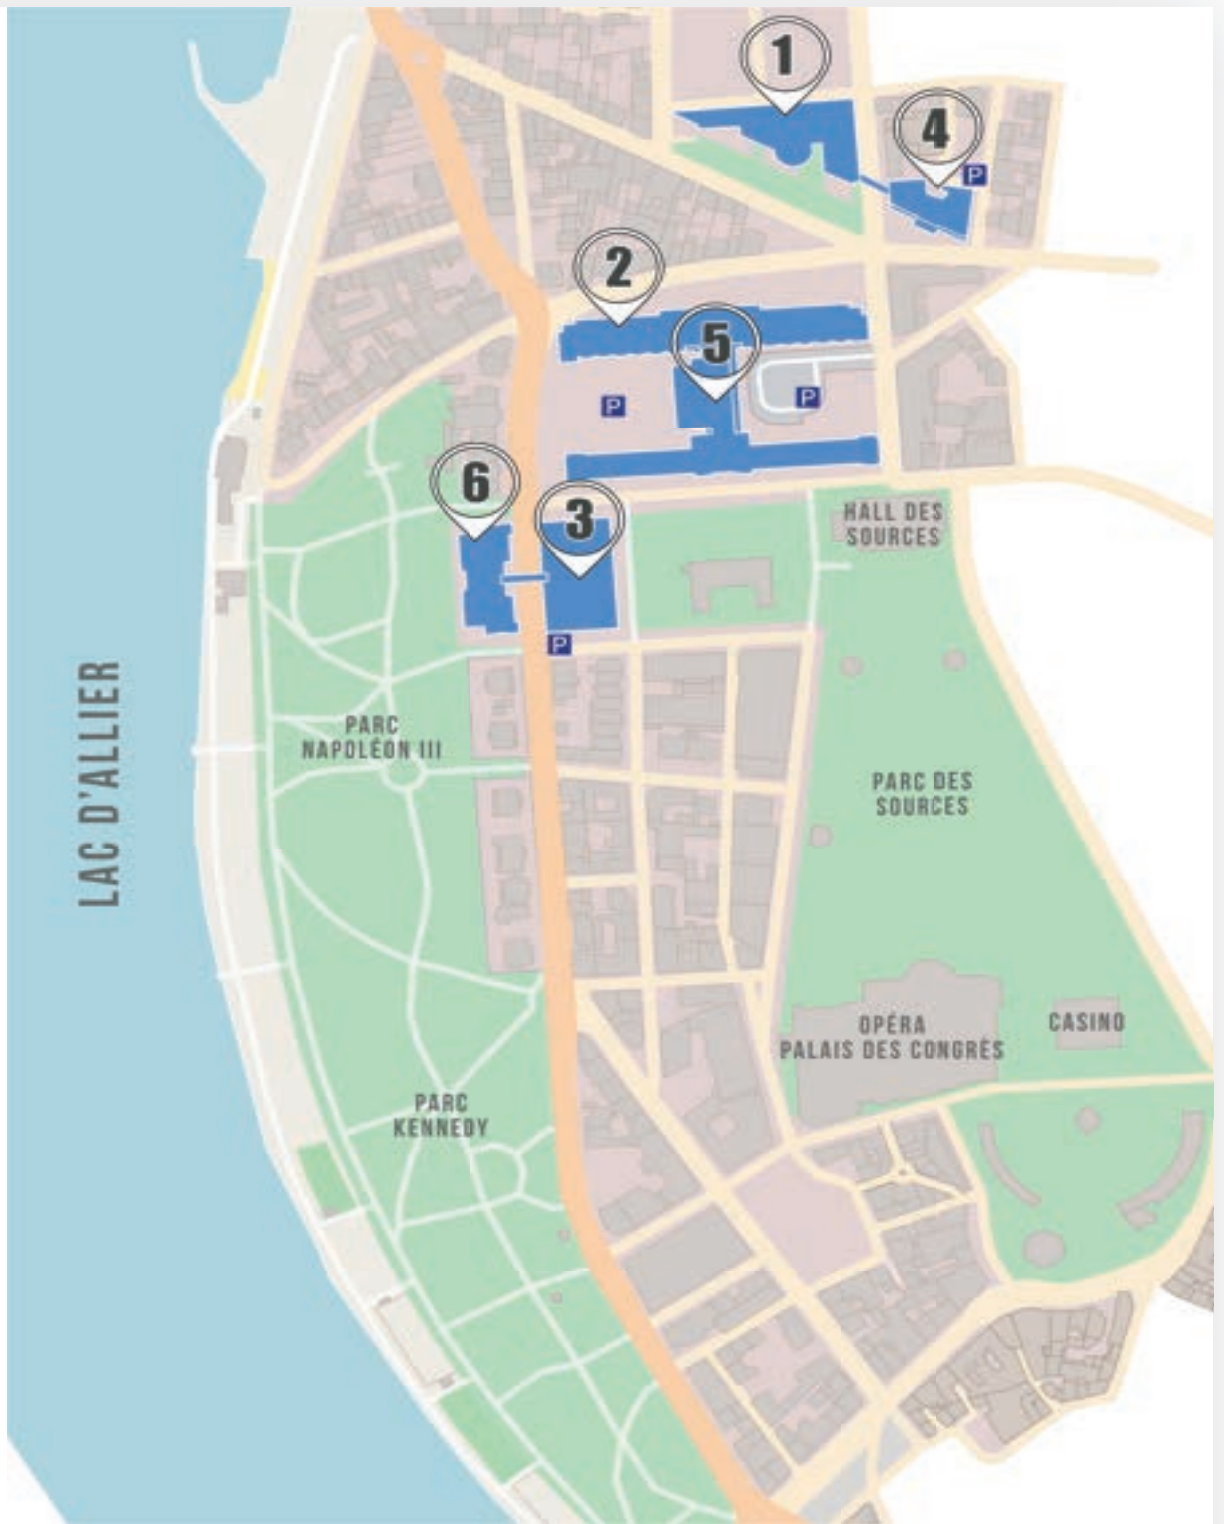 1
4
2
5
P
P
P
6
3
HALL DES
SOURCES
P
LAC D'ALLIER
PARC
NAPOLÉON III
PARC DES
SOURCES
OPÉRA
PALAIS DES CONGRÈS
CASINO
PARC
KENNEDY